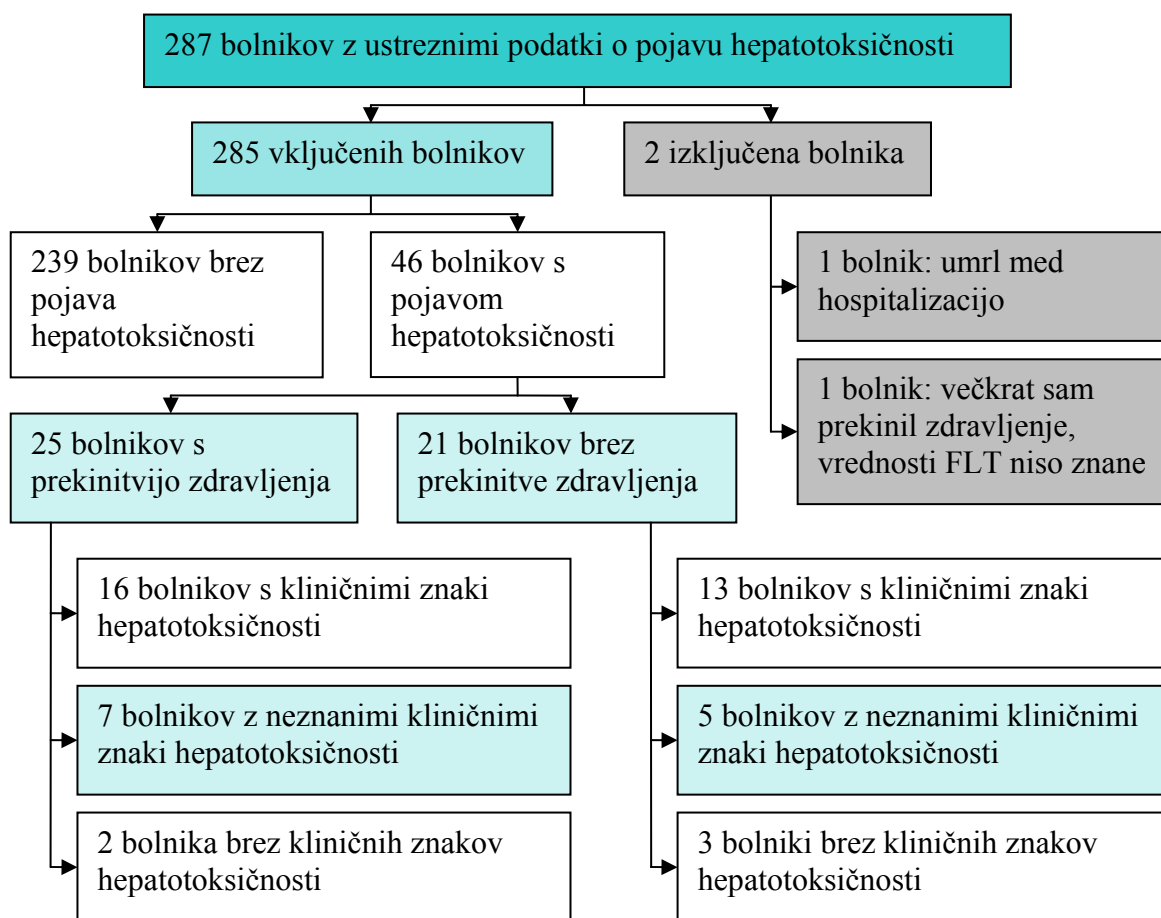 287 bolnikov z ustreznimi podatki o pojavu hepatotoksičnosti
285 vključenih bolnikov
2 izključena bolnika
239 bolnikov brez
pojava
hepatotoksičnosti
46 bolnikov s
pojavom
hepatotoksičnosti
1 bolnik: umrl med
hospitalizacijo
1 bolnik: večkrat sam
prekinil zdravljenje,
vrednosti FLT niso znane
25 bolnikov s
prekinitvijo zdravljenja
21 bolnikov brez
prekinitve zdravljenja
16 bolnikov s kliničnimi znaki
hepatotoksičnosti
13 bolnikov s kliničnimi znaki
hepatotoksičnosti
7 bolnikov z neznanimi kliničnimi
znaki hepatotoksičnosti
5 bolnikov z neznanimi kliničnimi
znaki hepatotoksičnosti
2 bolnika brez kliničnih znakov
hepatotoksičnosti
3 bolniki brez kliničnih znakov
hepatotoksičnosti